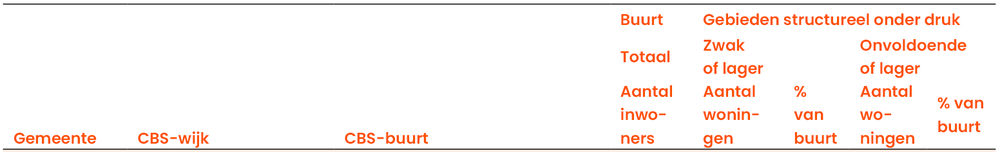 Buurt Gebieden structureel onder druk
Totaal
Zwak
of lager
Onvoldoende
of lager
Gemeente
CBS-wijk
CBS-buurt
Aantal
inwo-
ners
Aantal
wonin-
gen
%
van
buurt
Aantal
wo-
ningen
% van
buurt